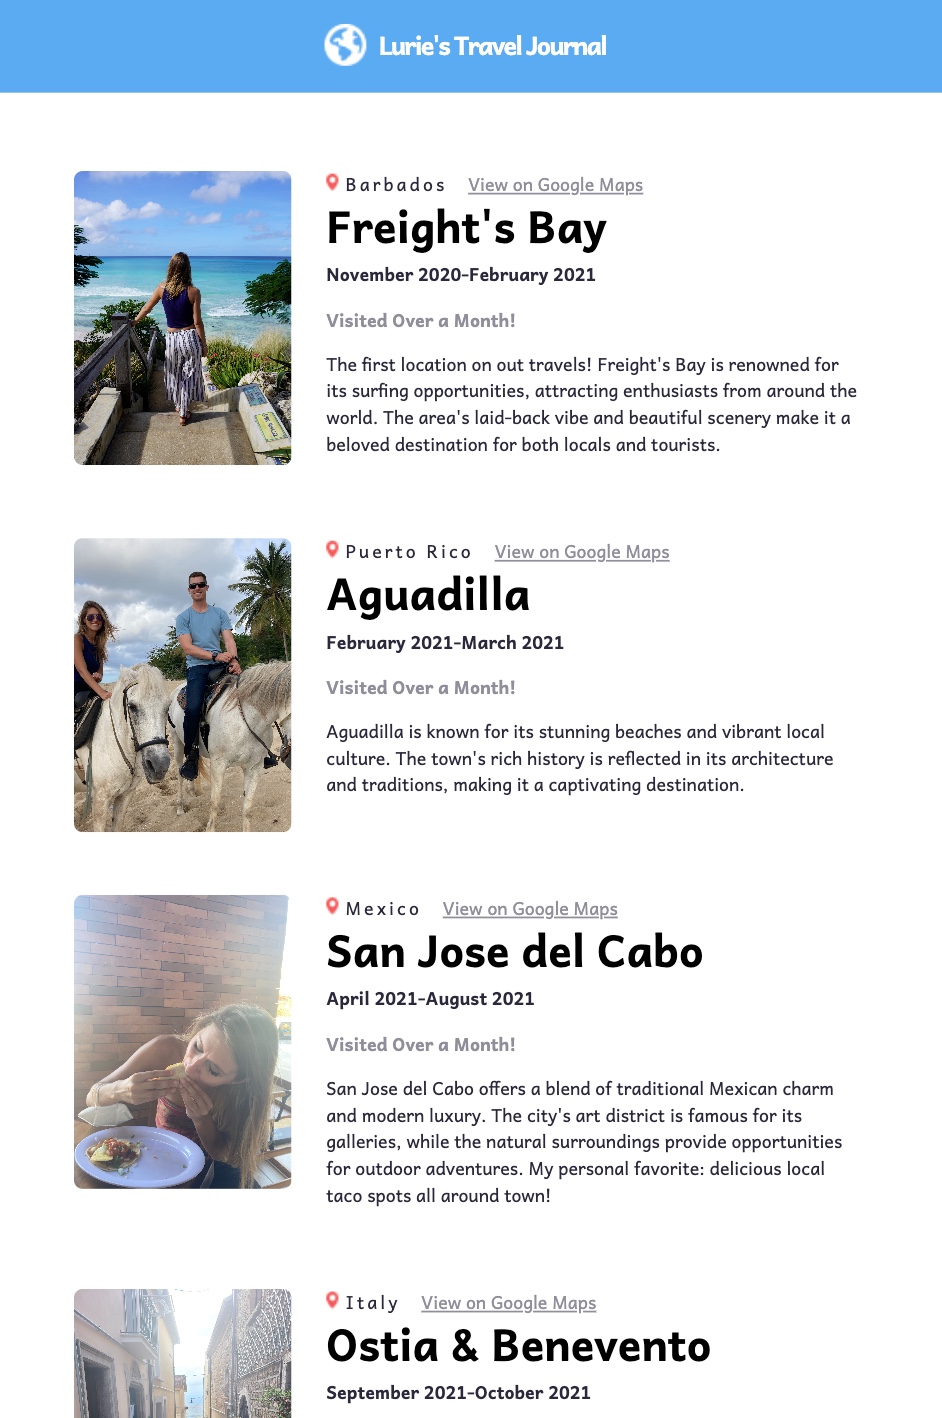 Lurie's Travel Journal
Barbados View on Google Maps
Freight's Bay
November 2020-February 2021
Visited Over a Month!
The first location on out travels! Freight's Bay is renowned for
its surfing opportunities, attracting enthusiasts from around the
world. The area's laid-back vibe and beautiful scenery make it a
beloved destination for both locals and tourists.
Puerto Rico View on Google Maps
Aguadilla
February 2021-March 2021
Visited Over a Month!
Aguadilla is known for its stunning beaches and vibrant local
culture. The town's rich history is reflected in its architecture
and traditions, making it a captivating destination.
Mexico View on Google Maps
San Jose del Cabo
April 2021-August 2021
Visited Over a Month!
San Jose del Cabo offers a blend of traditional Mexican charm
and modern luxury. The city's art district is famous for its
galleries, while the natural surroundings provide opportunities
for outdoor adventures. My personal favorite: delicious local
taco spots all around town!
Italy View on Google Maps
Ostia & Benevento
September 2021-October 2021